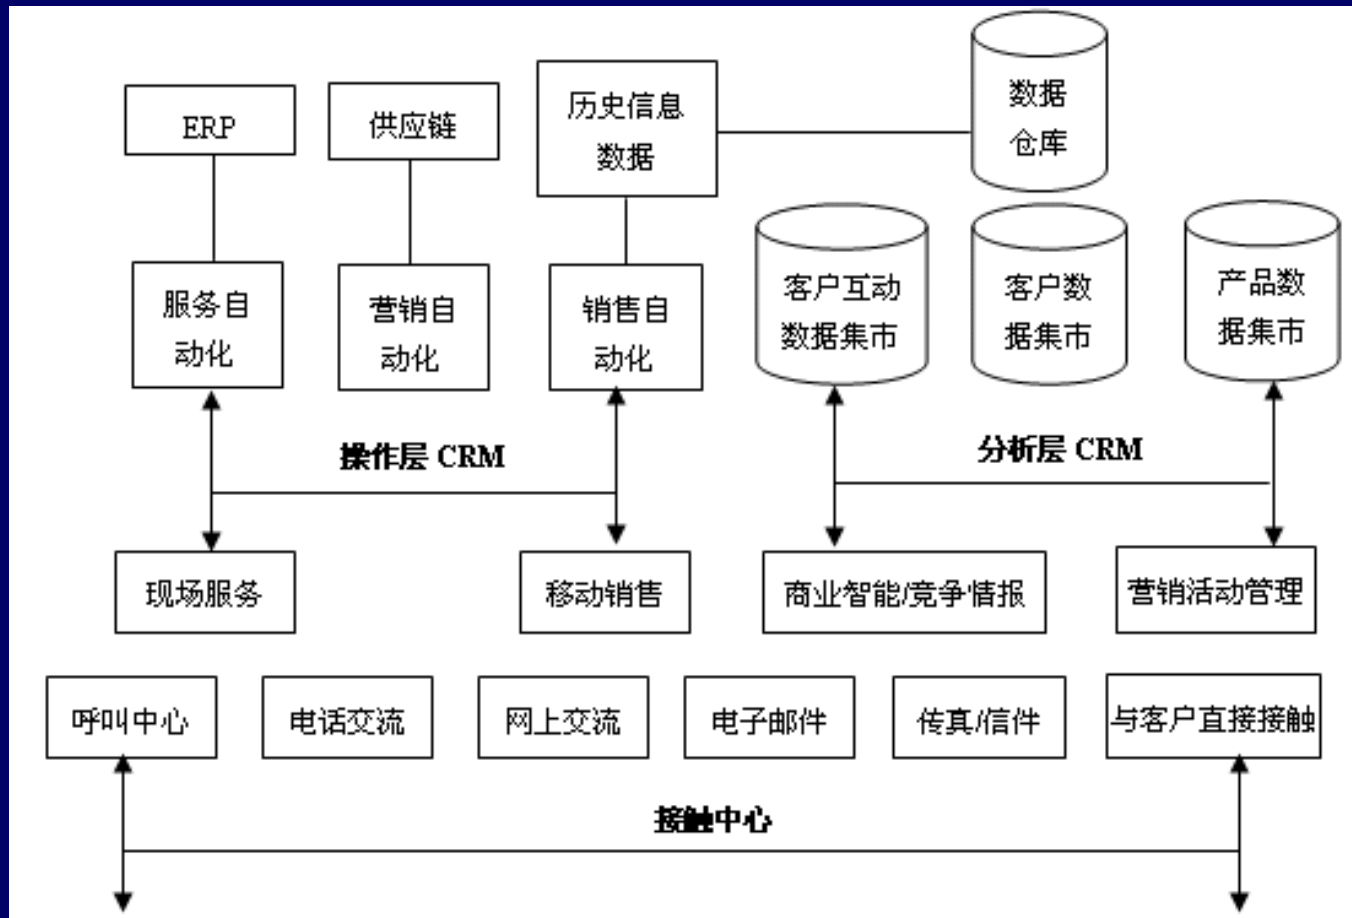 ERP
供应链
历史信息
数据
数据
仓库
服务自
动化
营销自
动化
销售自
动化
客户互动
数据集市
客户数
据集市
产品数
据集市
操作层 CRM
分析层 CRM
现场服务
移动销售
商业智能/竞争情报
营销活动管理
呼叫中心
电话交流
网上交流
电子邮件
传真/信件
与客户直接接触
接触中心